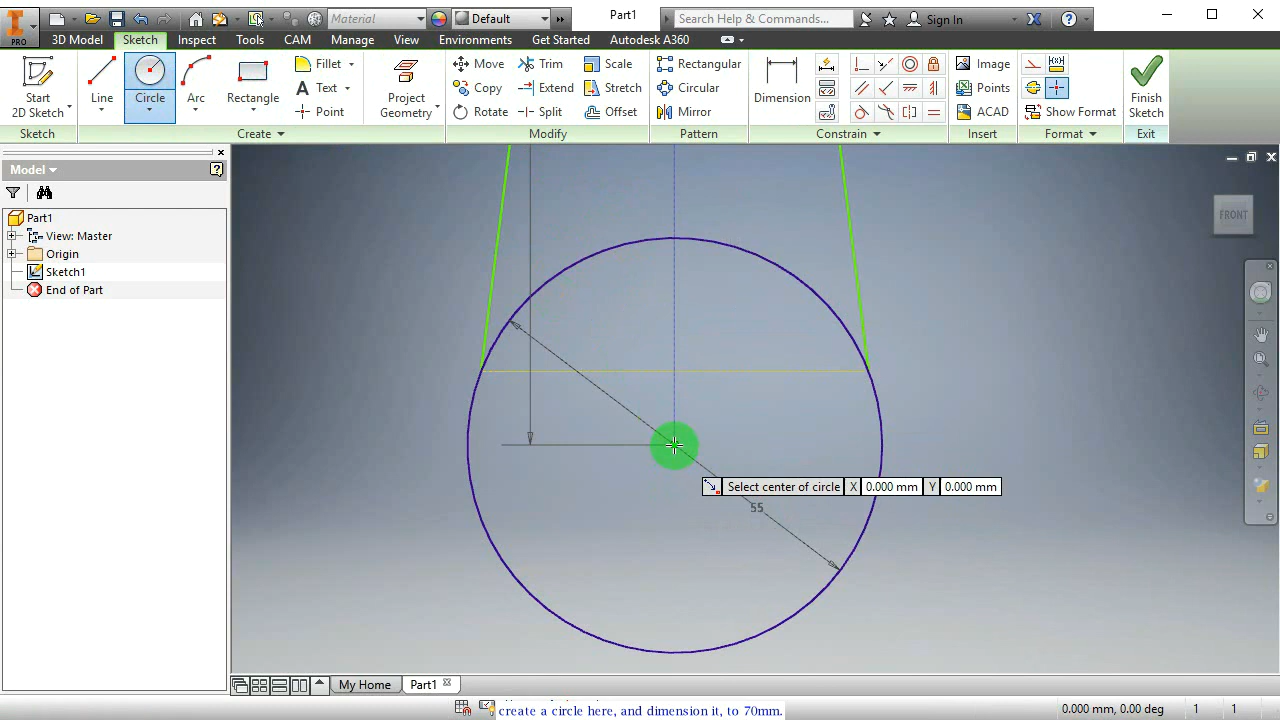 Material
Default
Part1
Search Help & Commands...
Sign In
PRO
3D Model
Sketch
Inspect
Tools
CAM
Manage
View
Environments
Get Started
Autodesk A360
Start
2D Sketch
Line
Circle
Arc
Rectangle
Fillet
Text
Point
Project
Geometry
Move
Copy
Rotate
Trim
Extend
Split
Scale
Stretch
Offset
Rectangular
Circular
Mirror
Dimension
Image
Points
ACAD
Show Format
Finish
Sketch
Sketch
Create
Modify
Pattern
Constrain
Insert
Format
Exit
Model
Part1
View: Master
Origin
Sketch1
End of Part
FRONT
Select center of circle X 0.000 mm Y 0.000 mm
55
My Home
Part1
create a circle here, and dimension it, to 70mm.
0.000 mm, 0.00 deg
1
1